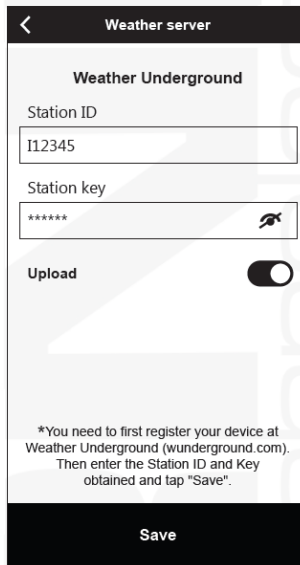 Weather server
Weather Underground
Station ID
I12345
Station key
******
Upload
*You need to first register your device at
Weather Underground (wunderground.com).
Then enter the Station ID and Key
obtained and tap "Save".
Save